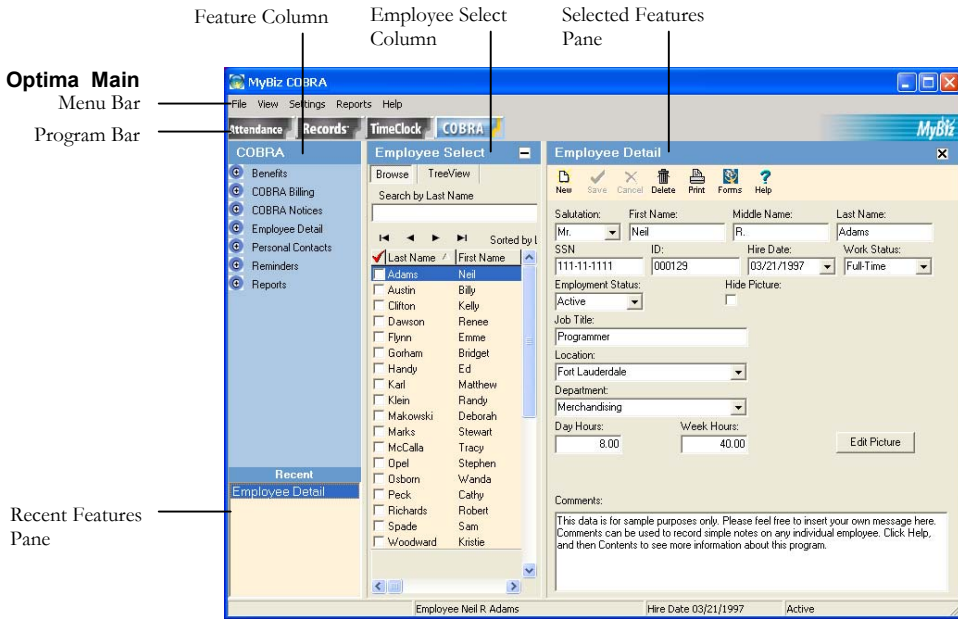 Feature Column
Employee Select
Column
Selected Features
Pane
Optima Main
Menu Bar
Program Bar
Recent Features
Pane
MyBiz COBRA
File View Settings Reports Help
Attendance Records TimeClock COBRA
MyBiz
COBRA
Benefits
COBRA Billing
COBRA Notices
Employee Detail
Personal Contacts
Reminders
Reports
Recent
Employee Detail
Employee Select
Browse TreeView
Search by Last Name
Sorted by L
Last Name First Name
Adams Neil
Austin Billy
Clifton Kelly
Dawson Renee
Flynn Emme
Gorham Bridget
Handy Ed
Karl Matthew
Klein Randy
Makowski Deborah
Marks Stewart
McCalla Tracy
Opel Stephen
Osborn Wanda
Peck Cathy
Richards Robert
Spade Sam
Woodward Kristie
Employee Detail
New Save Cancel Delete Print Forms Help
Salutation: First Name: Middle Name: Last Name:
Mr. Neil R. Adams
SSN ID: Hire Date: Work Status:
111-11-1111 000129 03/21/1997 Full-Time
Employment Status: Hide Picture:
Active
Job Title:
Programmer
Location:
Fort Lauderdale
Department:
Merchandising
Day Hours: Week Hours:
8.00 40.00 Edit Picture
Comments:
This data is for sample purposes only. Please feel free to insert your own message here.
Comments can be used to record simple notes on any individual employee. Click Help,
and then Contents to see more information about this program.
Employee Neil R Adams Hire Date 03/21/1997 Active